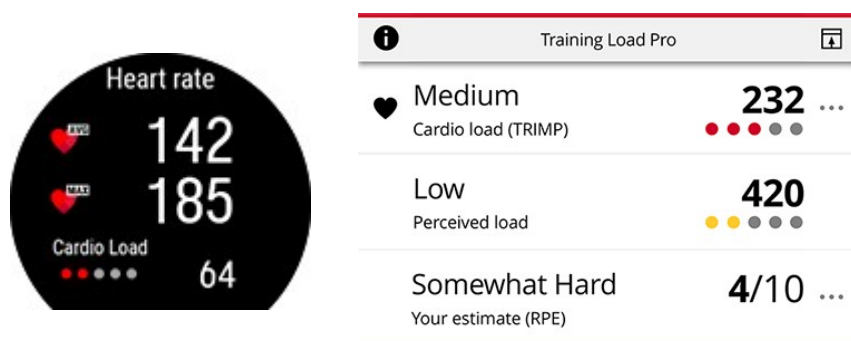 Heart rate
AVG 142
MAX 185
Cardio Load
64
Training Load Pro
Medium 232
Cardio load (TRIMP)
Low 420
Perceived load
Somewhat Hard 4/10
Your estimate (RPE)